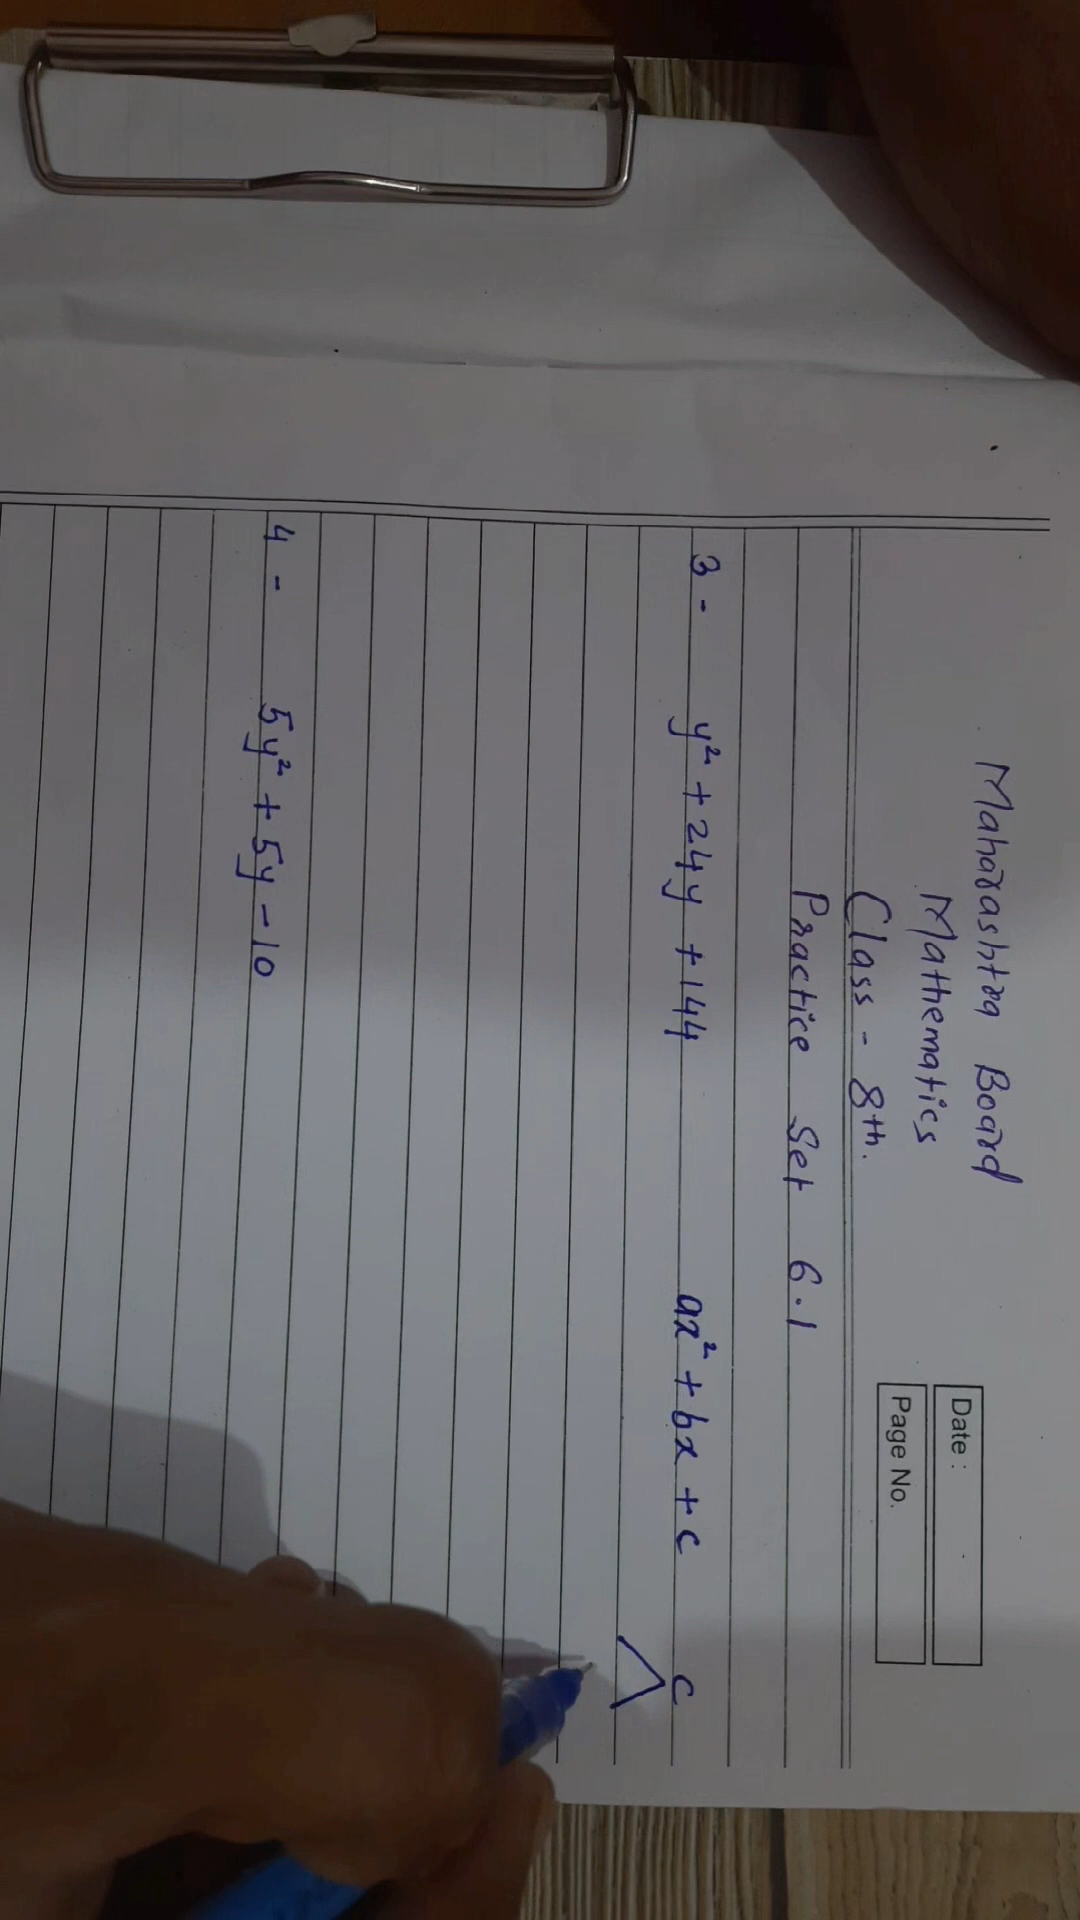 Maharashtra Board
Mathematics
Date :
Page No.
Class - 8th.
Practice Set 6.1
3 - y² + 24y + 144 ax² + bx + c c
4 - 5y² + 5y - 10